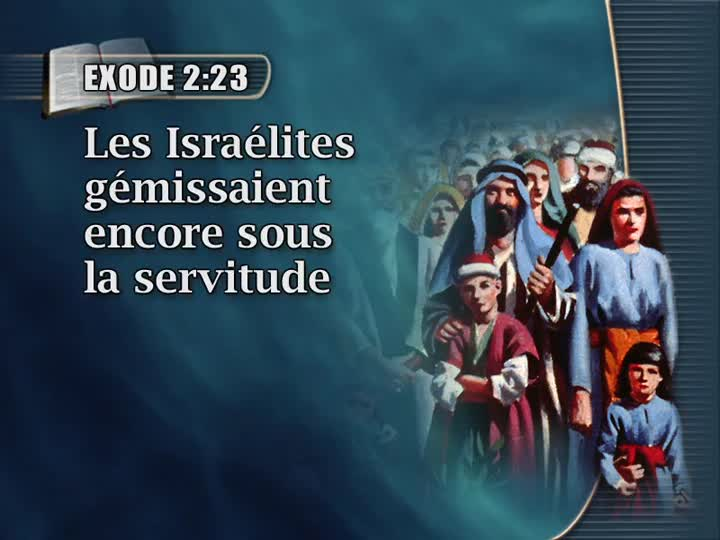 EXODE 2:23
Les Israélites
gémissaient
encore sous
la servitude